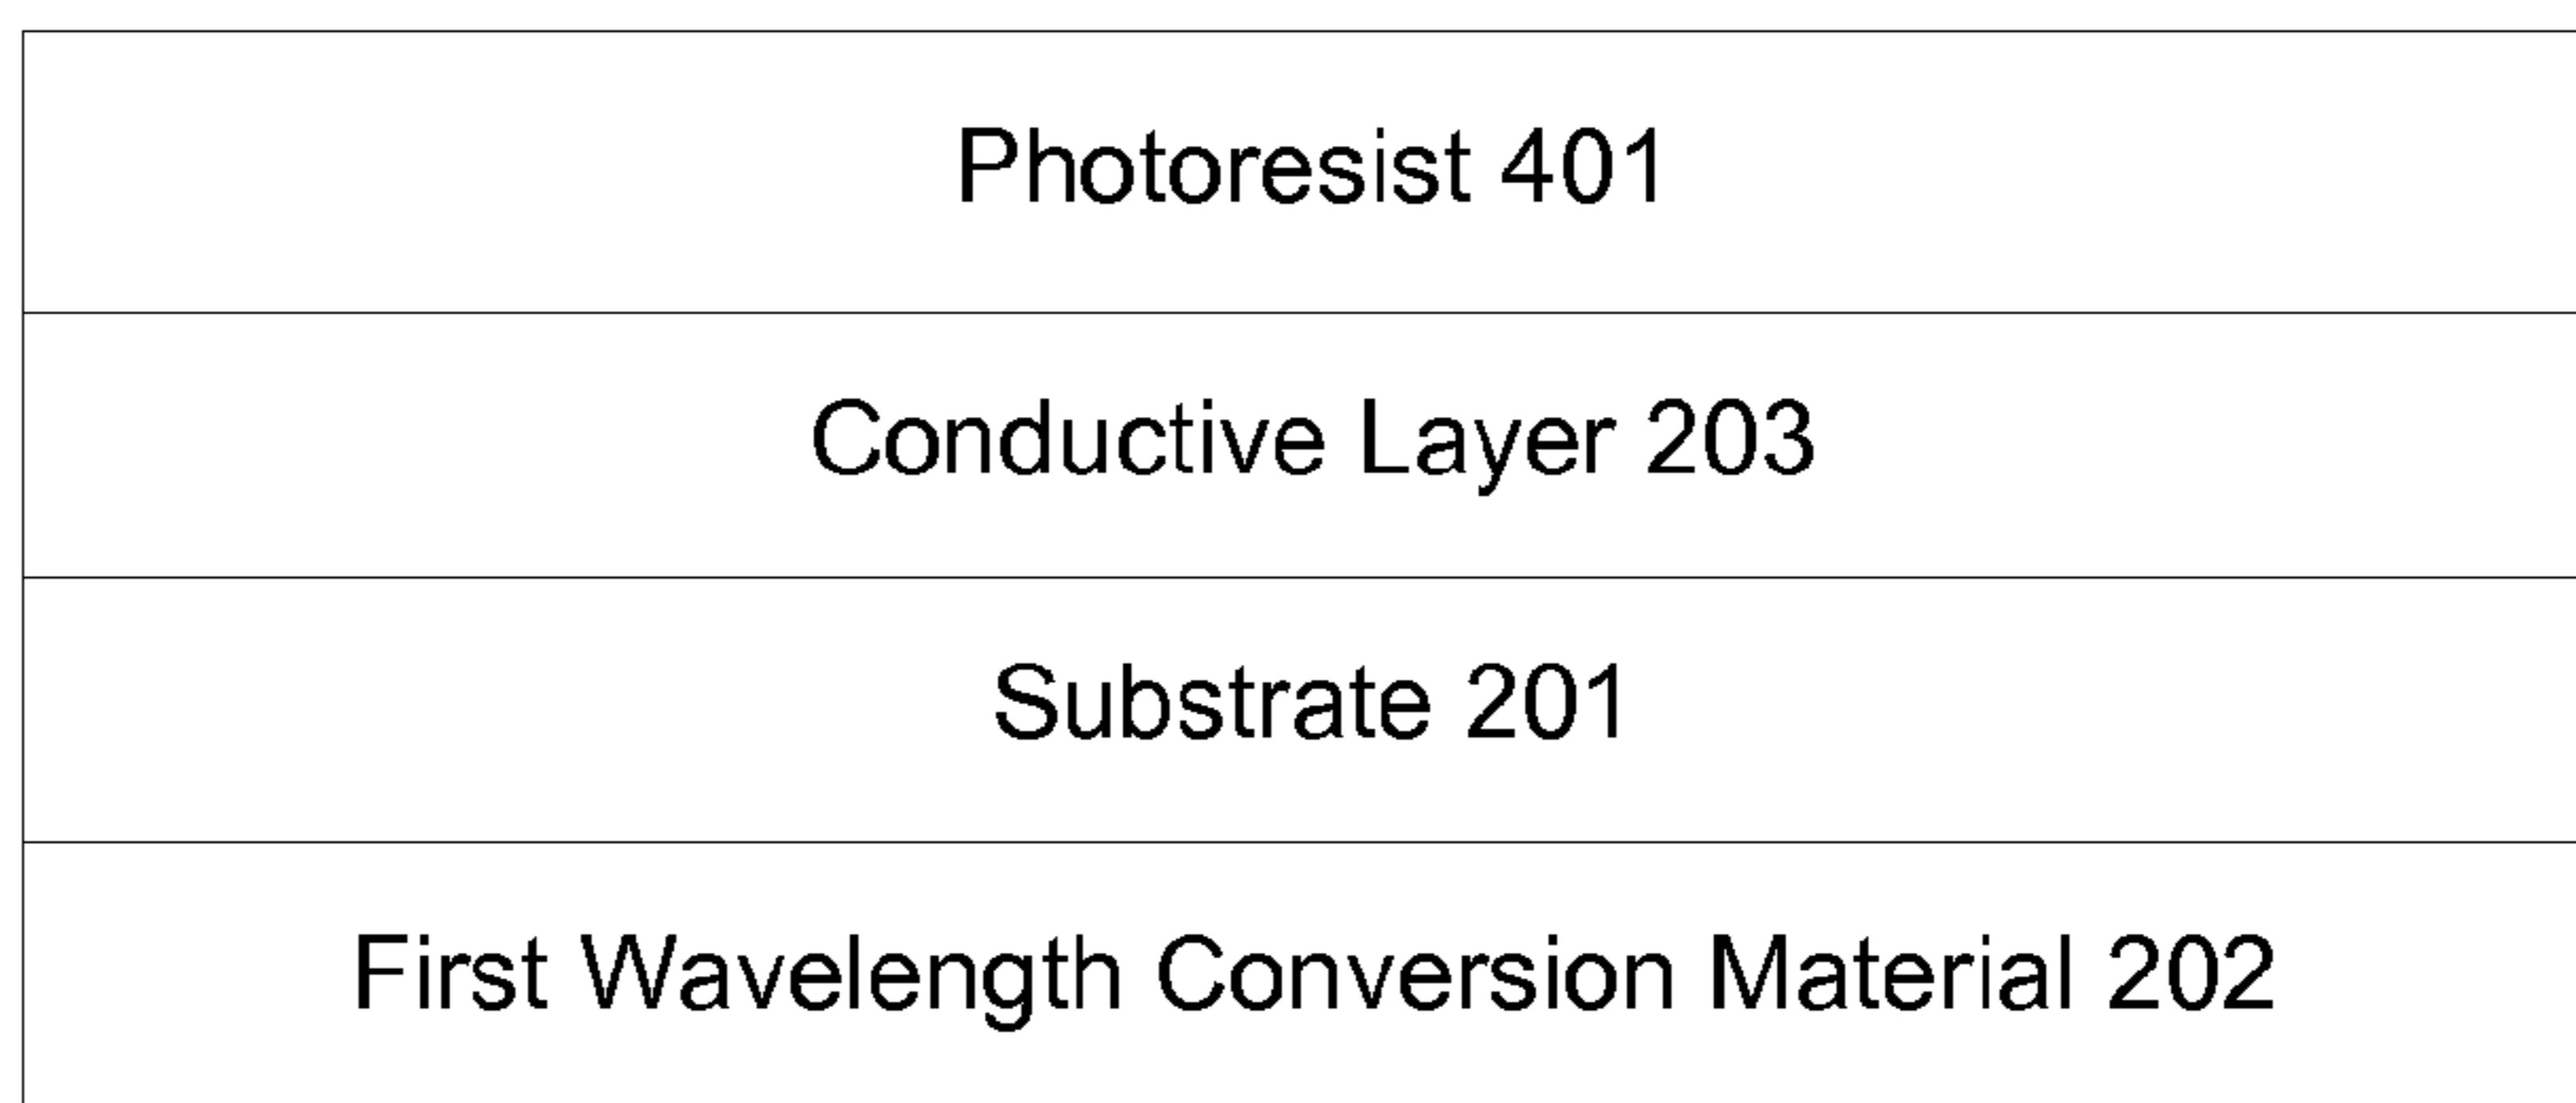 Photoresist 401
Conductive Layer 203
Substrate 201
First Wavelength Conversion Material 202